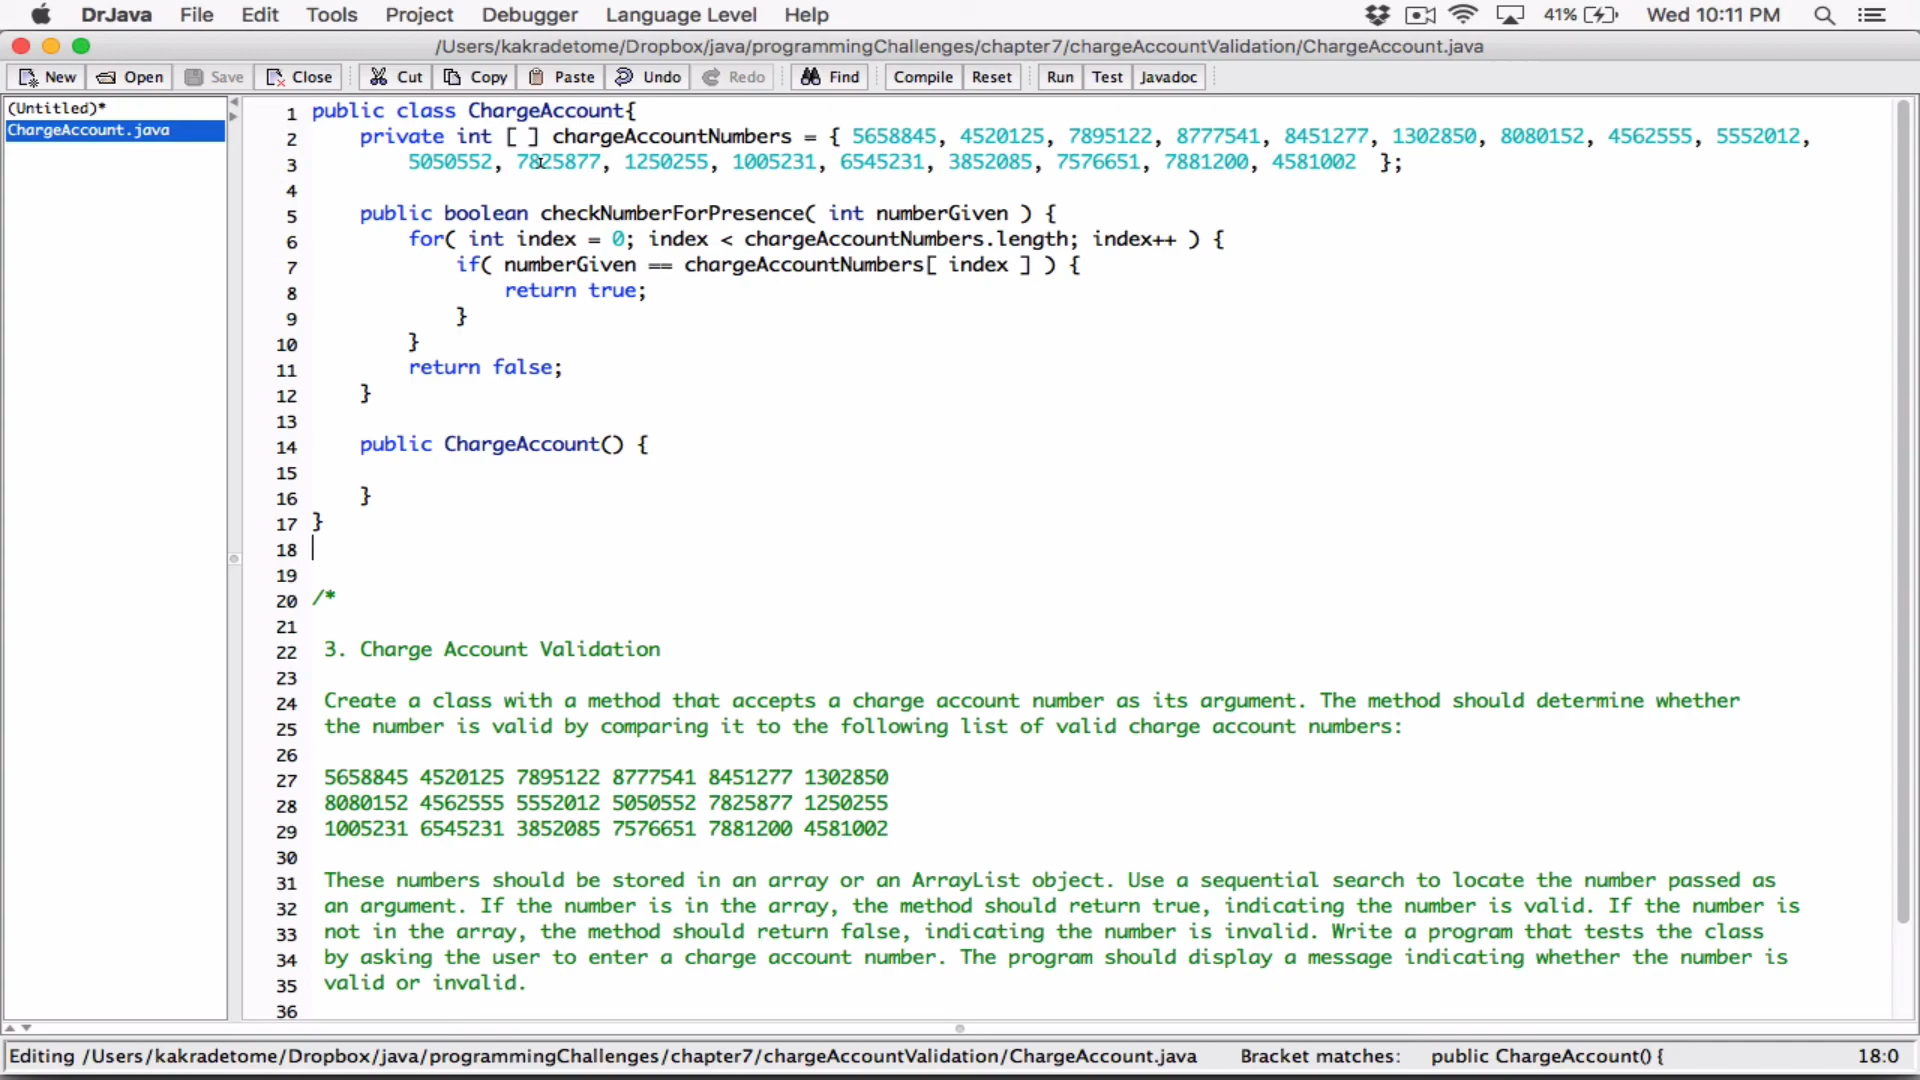 DrJava File Edit Tools Project Debugger Language Level Help 41% Wed 10:11 PM
/Users/kakradetome/Dropbox/java/programmingChallenges/chapter7/chargeAccountValidation/ChargeAccount.java
New Open Save Close Cut Copy Paste Undo Redo Find Compile Reset Run Test Javadoc
(Untitled)*
ChargeAccount.java
1 public class ChargeAccount{
2 private int [ ] chargeAccountNumbers = { 5658845, 4520125, 7895122, 8777541, 8451277, 1302850, 8080152, 4562555, 5552012,
3 5050552, 7825877, 1250255, 1005231, 6545231, 3852085, 7576651, 7881200, 4581002 };
4
5 public boolean checkNumberForPresence( int numberGiven ) {
6 for( int index = 0; index < chargeAccountNumbers.length; index++ ) {
7 if( numberGiven == chargeAccountNumbers[ index ] ) {
8 return true;
9 }
10 }
11 return false;
12 }
13
14 public ChargeAccount() {
15
16 }
17 }
18
19
20 /*
21
22 3. Charge Account Validation
23
24 Create a class with a method that accepts a charge account number as its argument. The method should determine whether
25 the number is valid by comparing it to the following list of valid charge account numbers:
26
27 5658845 4520125 7895122 8777541 8451277 1302850
28 8080152 4562555 5552012 5050552 7825877 1250255
29 1005231 6545231 3852085 7576651 7881200 4581002
30
31 These numbers should be stored in an array or an ArrayList object. Use a sequential search to locate the number passed as
32 an argument. If the number is in the array, the method should return true, indicating the number is valid. If the number is
33 not in the array, the method should return false, indicating the number is invalid. Write a program that tests the class
34 by asking the user to enter a charge account number. The program should display a message indicating whether the number is
35 valid or invalid.
36
Editing /Users/kakradetome/Dropbox/java/programmingChallenges/chapter7/chargeAccountValidation/ChargeAccount.java Bracket matches: public ChargeAccount() { 18:0